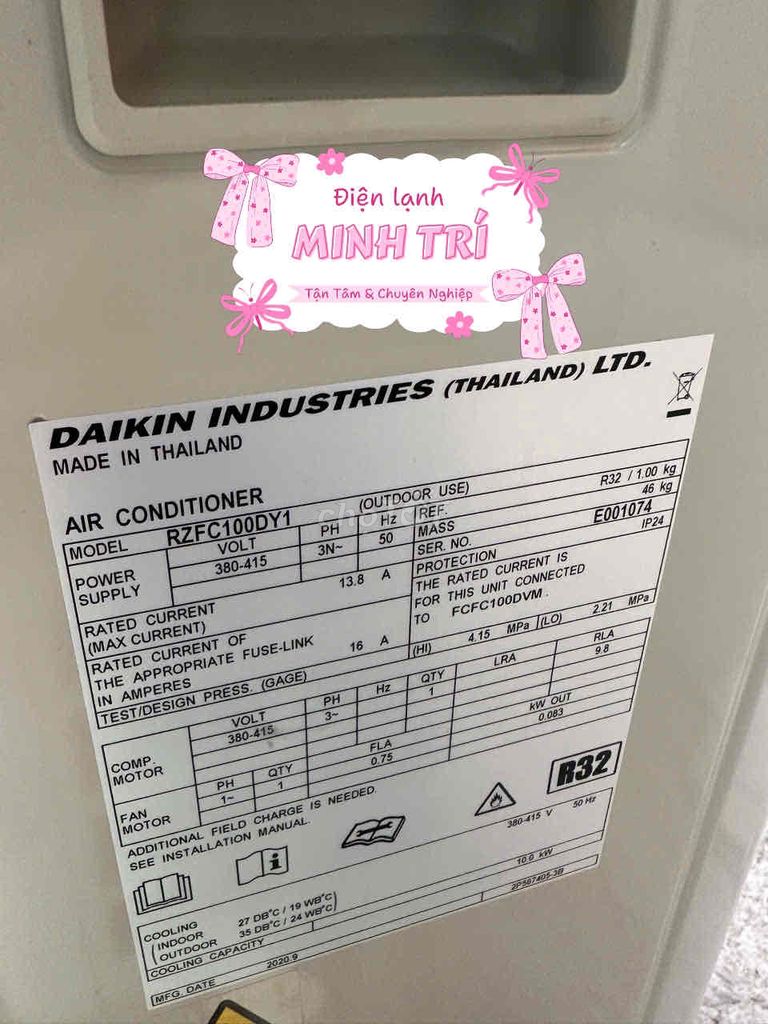 Điện lạnh
MINH TRÍ
Tận Tâm & Chuyên Nghiệp
DAIKIN INDUSTRIES (THAILAND) LTD.
MADE IN THAILAND
AIR CONDITIONER (OUTDOOR USE)
MODEL RZFC100DY1
REF. R32 / 1.00 kg
MASS 46 kg
SER. NO. E001074
PROTECTION IP24
POWER SUPPLY
VOLT PH Hz
380-415 3N~ 50
RATED CURRENT
(MAX CURRENT) 13.8 A
THE RATED CURRENT IS
FOR THIS UNIT CONNECTED
TO FCFC100DVM.
RATED CURRENT OF
THE APPROPRIATE FUSE-LINK
IN AMPERES 16 A
TEST/DESIGN PRESS. (GAGE) (HI) 4.15 MPa (LO) 2.21 MPa
VOLT PH Hz QTY LRA RLA
COMP. MOTOR 380-415 3~ 1 9.8
PH QTY FLA kW OUT
FAN MOTOR 1~ 1 0.75 0.083
ADDITIONAL FIELD CHARGE IS NEEDED.
SEE INSTALLATION MANUAL.
R32
380-415 V 50 Hz
COOLING
INDOOR 27 DB°C / 19 WB°C
OUTDOOR 35 DB°C / 24 WB°C
COOLING CAPACITY 10.0 kW
MFG. DATE 2020.9
2P567405-3B